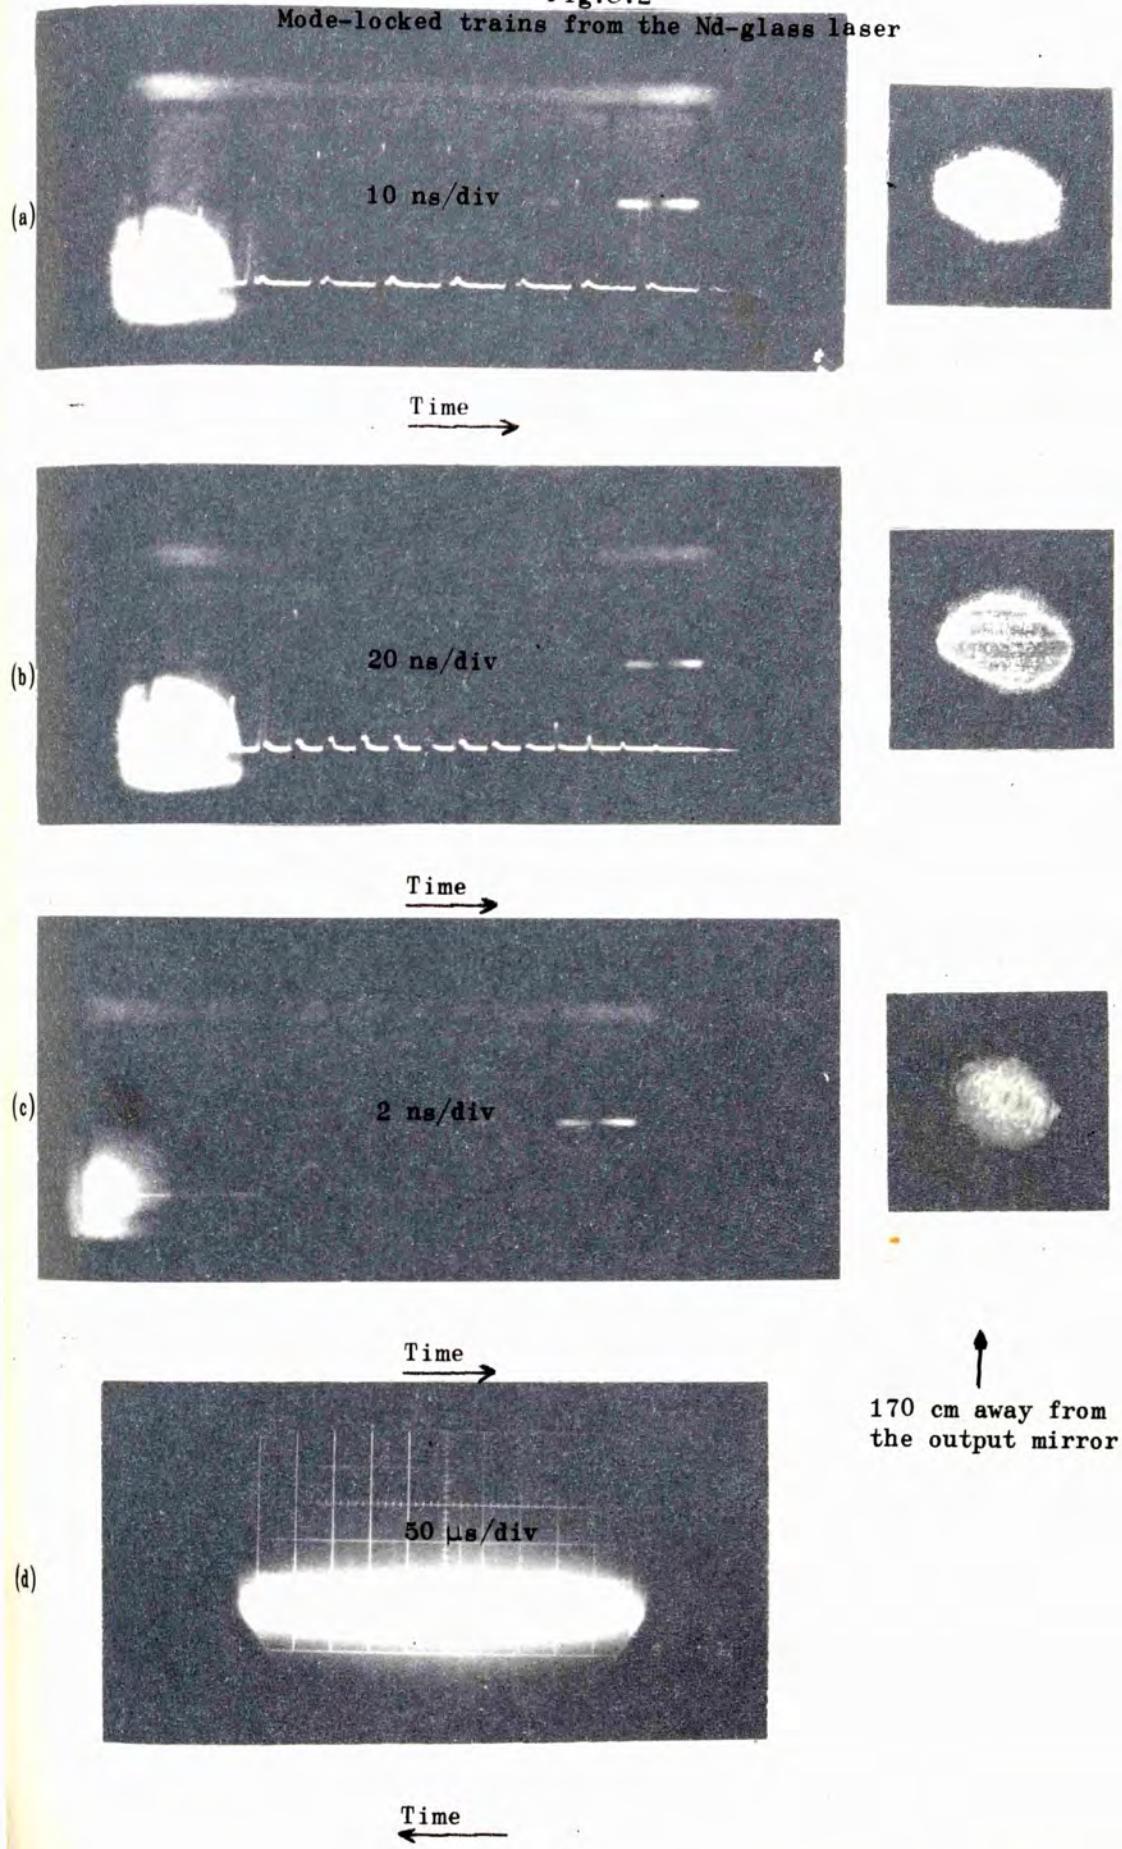 Mode-locked trains from the Nd-glass laser
(a)
10 ns/div
Time
(b)
20 ns/div
Time
(c)
2 ns/div
Time
170 cm away from
the output mirror
(d)
50 μs/div
Time